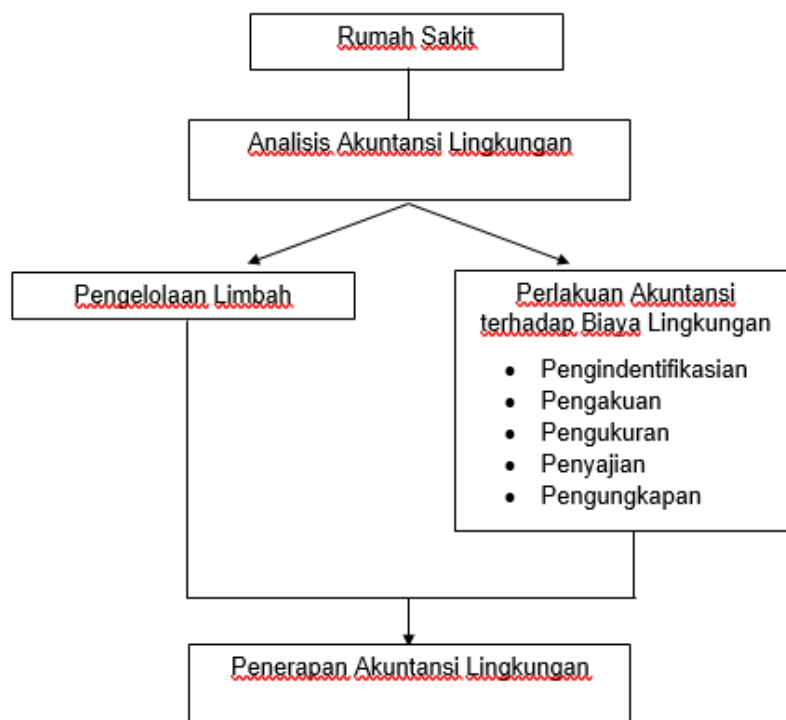 Rumah Sakit
Analisis Akuntansi Lingkungan
Pengelolaan Limbah
Perlakuan Akuntansi
terhadap Biaya Lingkungan
• Pengindentifikasian
• Pengakuan
• Pengukuran
• Penyajian
• Pengungkapan
Penerapan Akuntansi Lingkungan